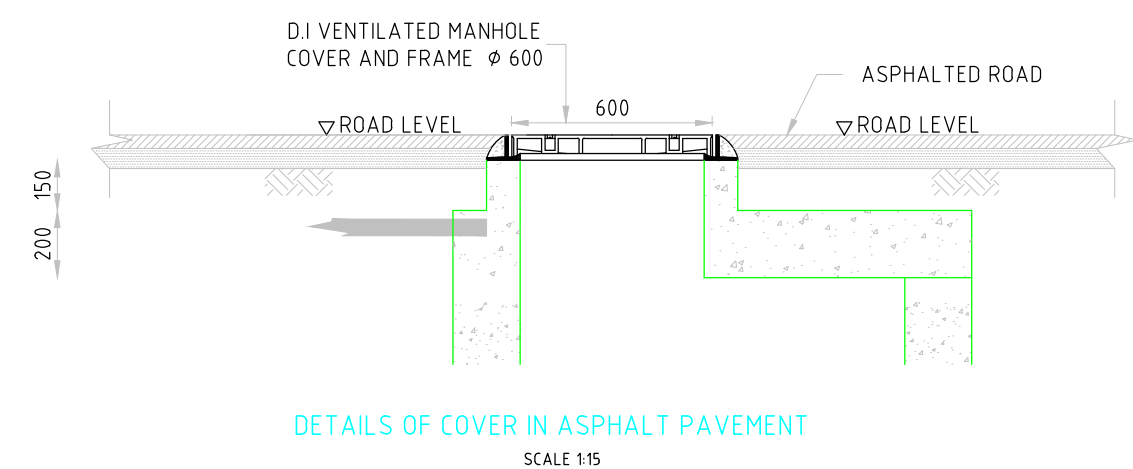 D.I VENTILATED MANHOLE
COVER AND FRAME Ø 600
ASPHALTED ROAD
600
ROAD LEVEL
ROAD LEVEL
150
200
DETAILS OF COVER IN ASPHALT PAVEMENT
SCALE 1:15